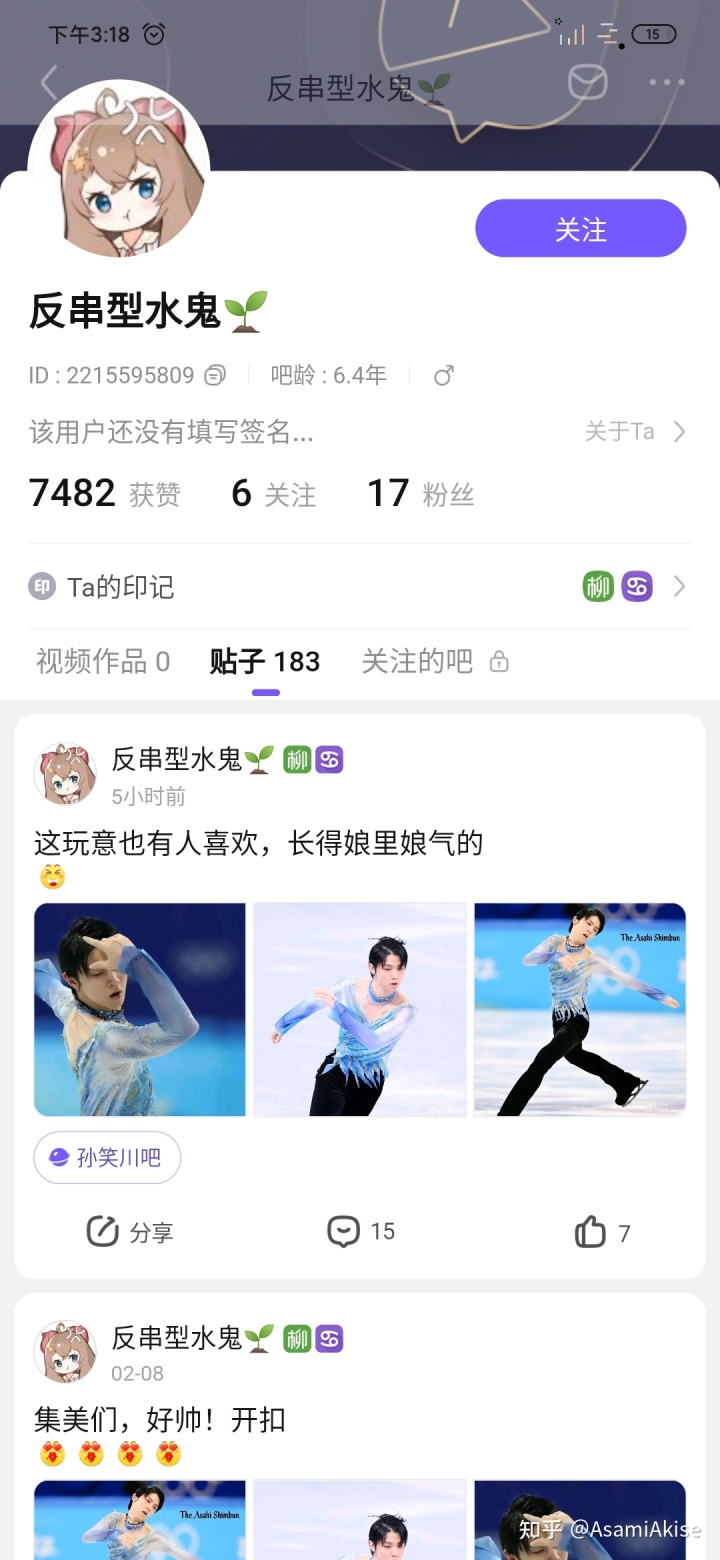 下午3:18
15
反串型水鬼🌱
关注
反串型水鬼🌱
ID : 2215595809
吧龄 : 6.4年
该用户还没有填写签名...
关于Ta
7482 获赞 6 关注 17 粉丝
印 Ta的印记
柳
视频作品 0 贴子 183 关注的吧
反串型水鬼🌱 柳
5小时前
这玩意也有人喜欢，长得娘里娘气的
The Asahi Shimbun
孙笑川吧
分享 15 7
反串型水鬼🌱 柳
02-08
集美们，好帅！开扣
The Asahi Shimbun
知乎 @AsamiAkise